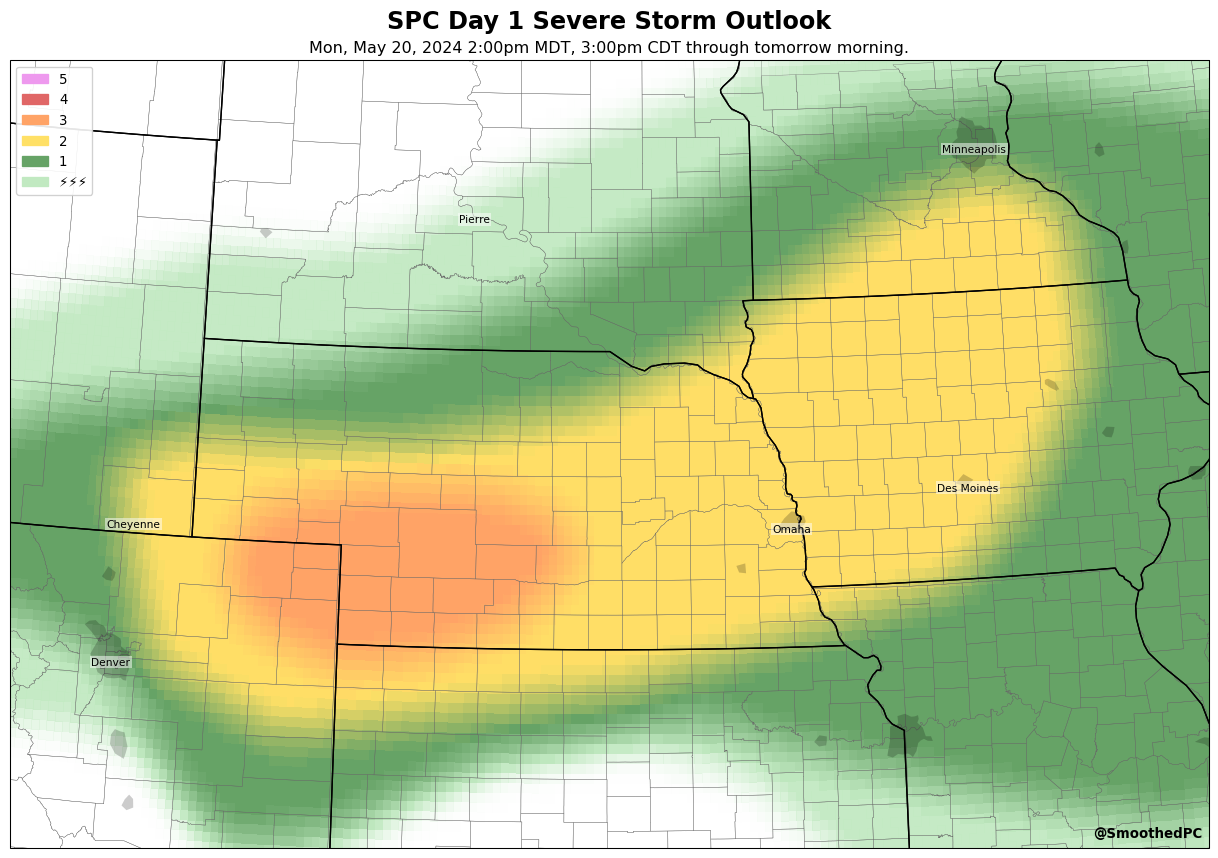 SPC Day 1 Severe Storm Outlook
Mon, May 20, 2024 2:00pm MDT, 3:00pm CDT through tomorrow morning.
5
4
3
2
1
⚡⚡⚡
Minneapolis
Pierre
Des Moines
Cheyenne
Omaha
Denver
@SmoothedPC